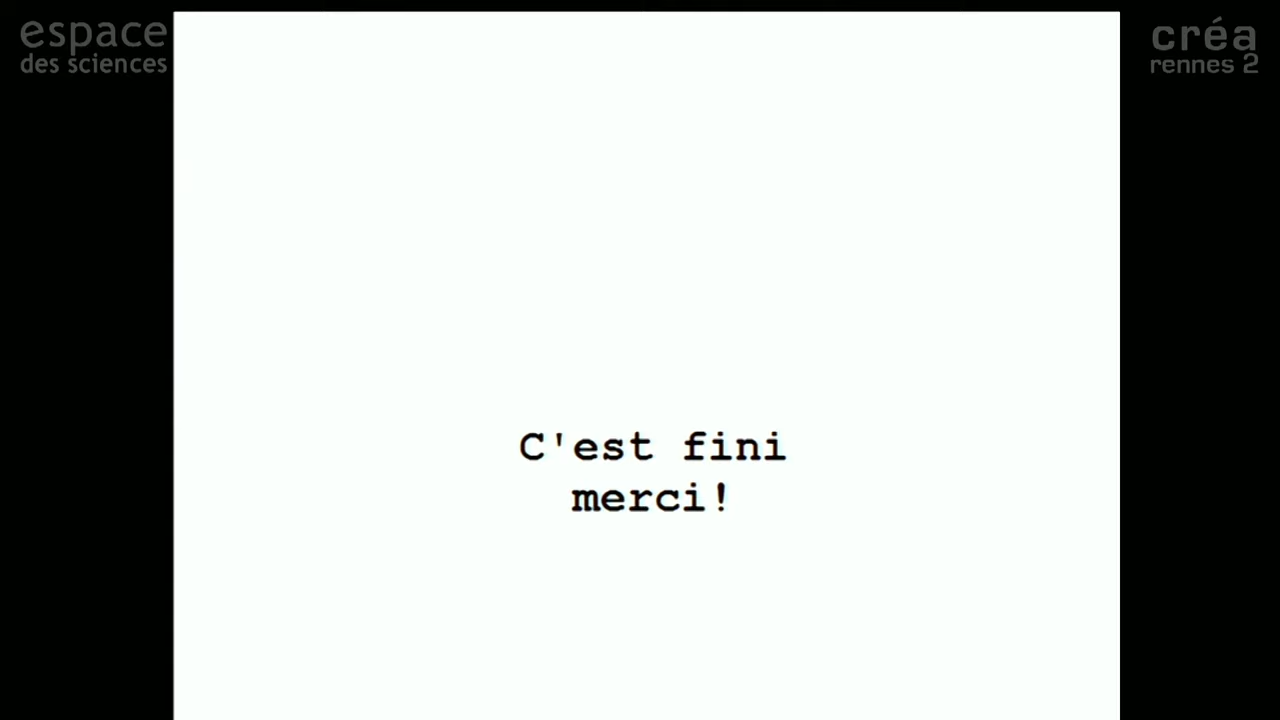 espace
des sciences
créa
rennes 2
C'est fini
merci!